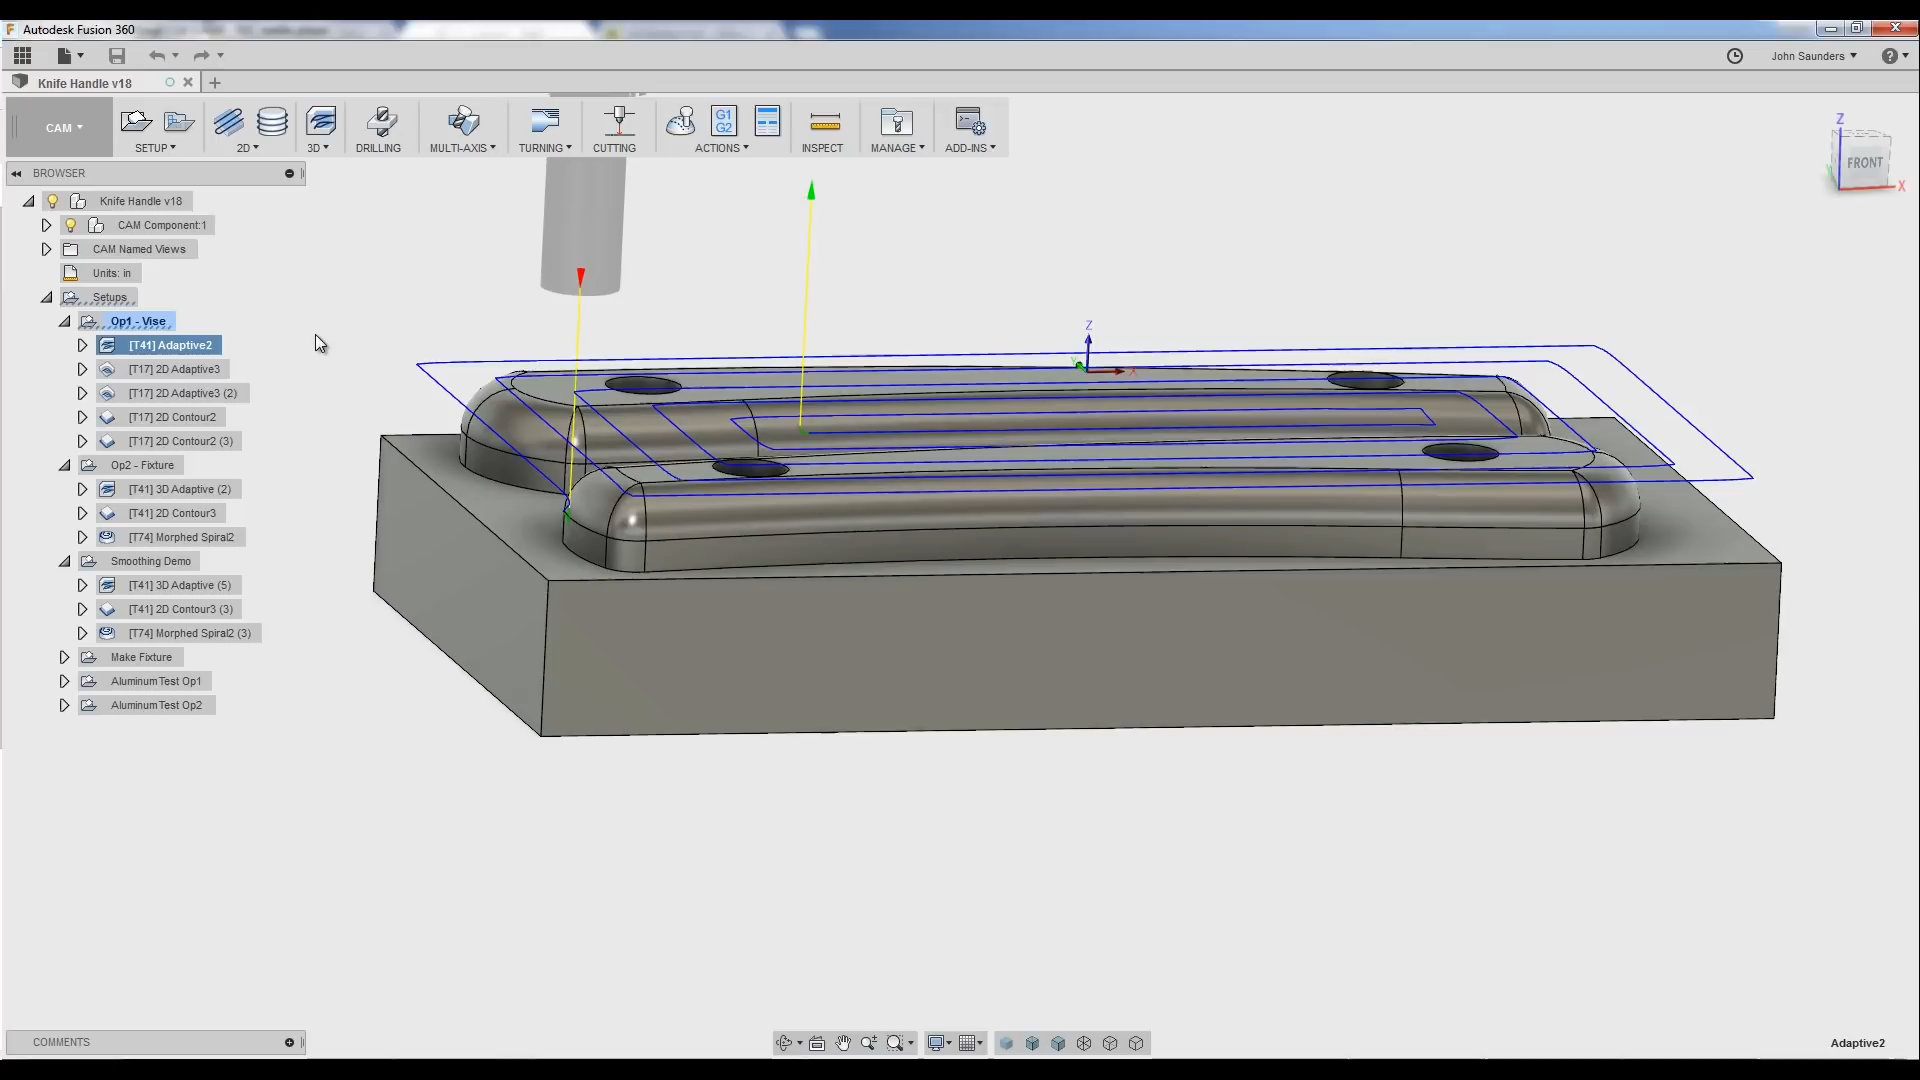 Autodesk Fusion 360
John Saunders
Knife Handle v18
CAM
SETUP
2D
3D
DRILLING
MULTI-AXIS
TURNING
CUTTING
G1
G2
ACTIONS
INSPECT
MANAGE
ADD-INS
Z
FRONT
X
BROWSER
Knife Handle v18
CAM Component:1
CAM Named Views
Units: in
Setups
Op1 - Vise
[T41] Adaptive2
[T17] 2D Adaptive3
[T17] 2D Adaptive3 (2)
[T17] 2D Contour2
[T17] 2D Contour2 (3)
Op2 - Fixture
[T41] 3D Adaptive (2)
[T41] 2D Contour3
[T74] Morphed Spiral2
Smoothing Demo
[T41] 3D Adaptive (5)
[T41] 2D Contour3 (3)
[T74] Morphed Spiral2 (3)
Make Fixture
Aluminum Test Op1
Aluminum Test Op2
Z
Y
X
COMMENTS
Adaptive2